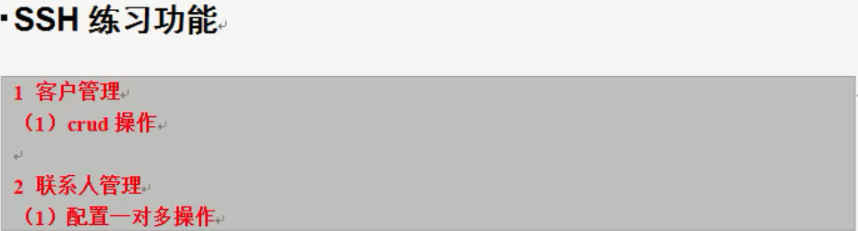 ▪SSH 练习功能
1 客户管理
（1）crud 操作
2 联系人管理
（1）配置一对多操作